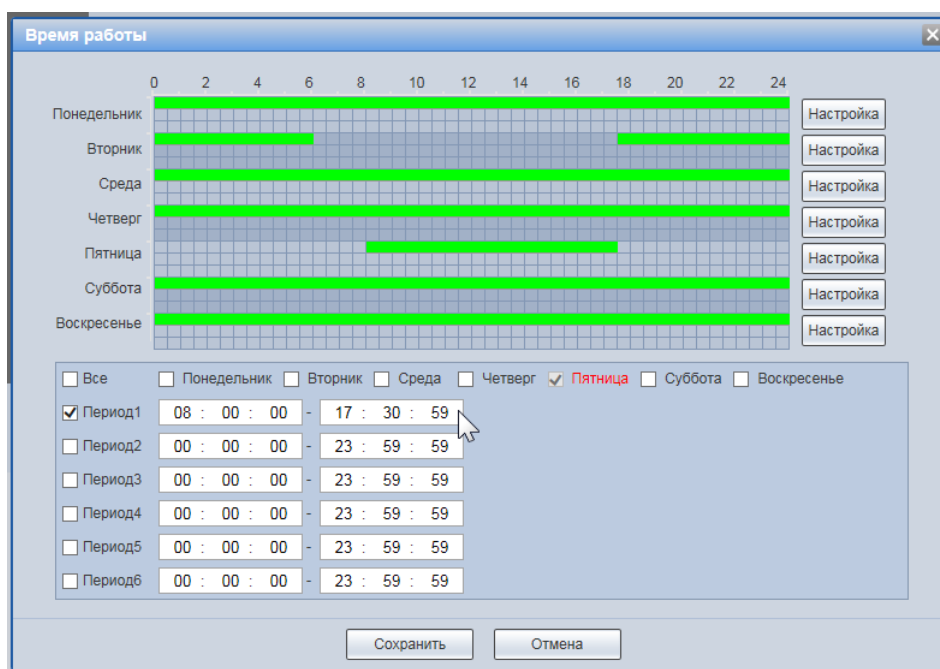 Время работы
0 2 4 6 8 10 12 14 16 18 20 22 24
Понедельник Настройка
Вторник Настройка
Среда Настройка
Четверг Настройка
Пятница Настройка
Суббота Настройка
Воскресенье Настройка
Все Понедельник Вторник Среда Четверг Пятница Суббота Воскресенье
Период1 08 : 00 : 00 - 17 : 30 : 59
Период2 00 : 00 : 00 - 23 : 59 : 59
Период3 00 : 00 : 00 - 23 : 59 : 59
Период4 00 : 00 : 00 - 23 : 59 : 59
Период5 00 : 00 : 00 - 23 : 59 : 59
Период6 00 : 00 : 00 - 23 : 59 : 59
Сохранить Отмена